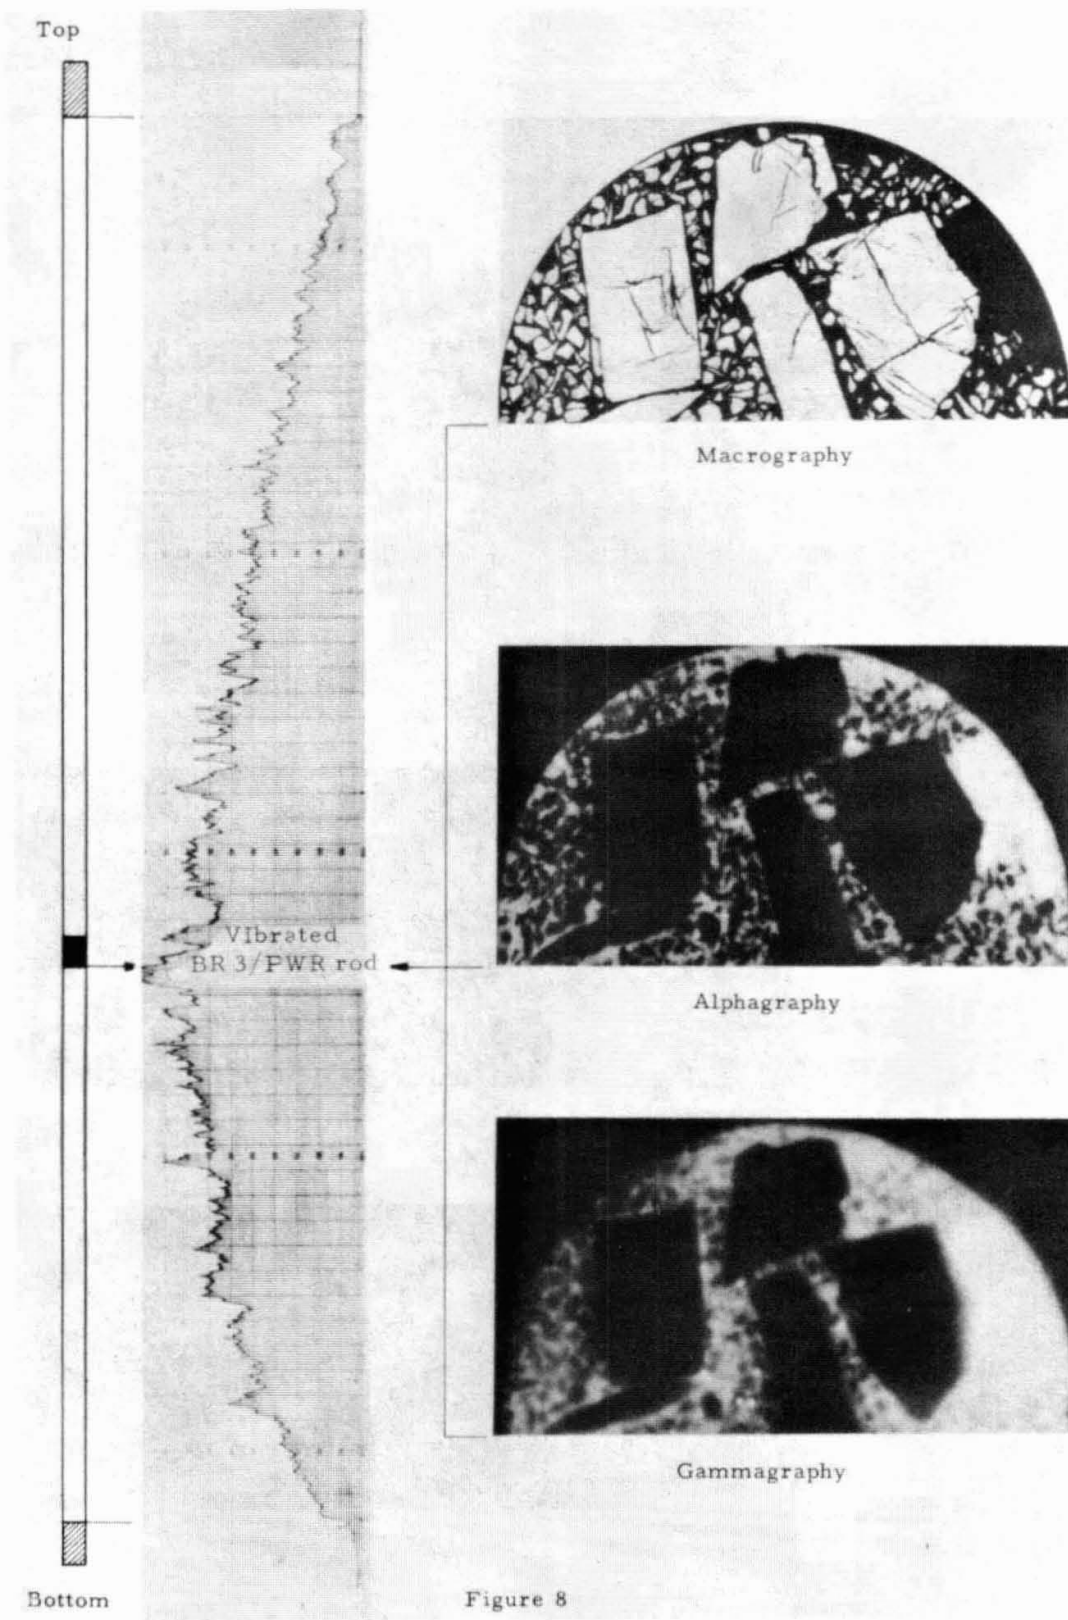 Top
Macrography
VIbrated
BR 3/PWR rod
Alphagraphy
Gammagraphy
Bottom
Figure 8